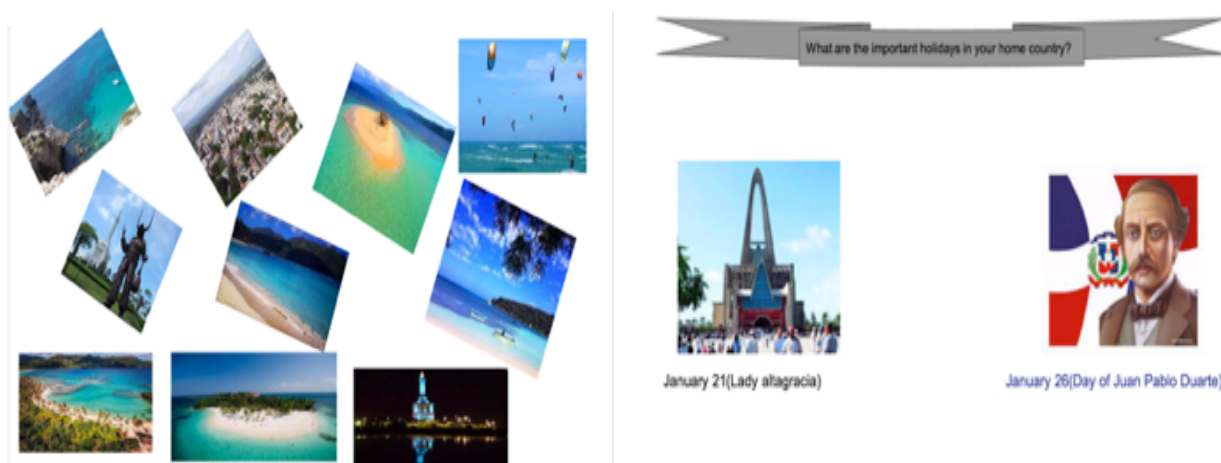 What are the important holidays in your home country?
January 21(Lady altagracia)
January 26(Day of Juan Pablo Duarte)